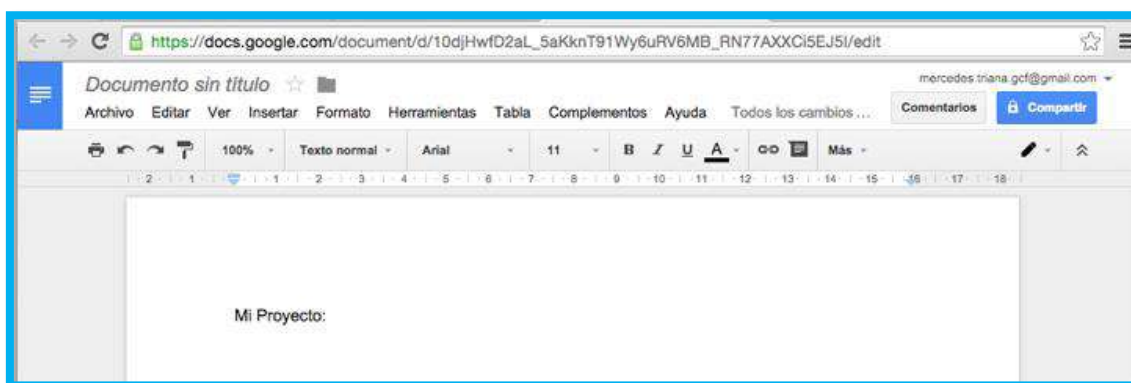 https://docs.google.com/document/d/10djHwfD2aL_5aKknT91Wy6uRV6MB_RN77AXXCi5EJ5I/edit
Documento sin título
mercedes.triana.gcf@gmail.com
Archivo Editar Ver Insertar Formato Herramientas Tabla Complementos Ayuda Todos los cambios ... Comentarios Compartir
100% Texto normal Arial 11 B I U A Más
2 1 1 2 3 4 5 6 7 8 9 10 11 12 13 14 15 16 17 18
Mi Proyecto: